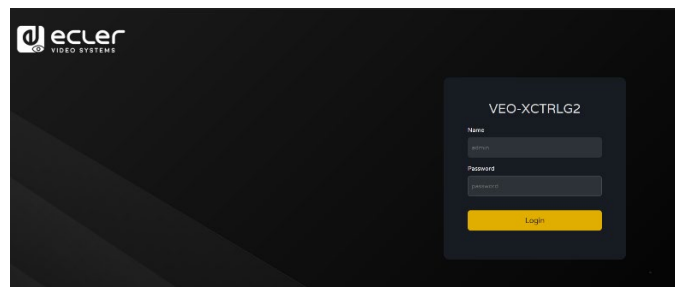 ecler
VIDEO SYSTEMS
VEO-XCTRLG2
Name
admin
Password
password
Login